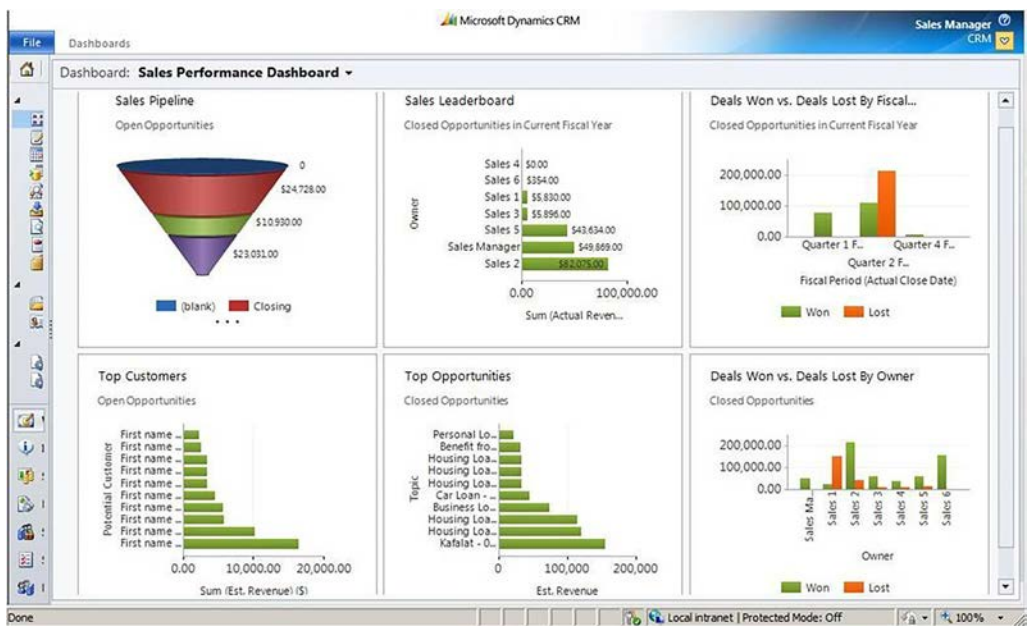 Microsoft Dynamics CRM
Sales Manager
CRM
File
Dashboards
Dashboard: Sales Performance Dashboard
Sales Pipeline
Open Opportunities
0
$24,728.00
$10,930.00
$23,031.00
(blank) Closing
...
Sales Leaderboard
Closed Opportunities in Current Fiscal Year
Owner
Sales 4 $0.00
Sales 6 $354.00
Sales 1 $5,830.00
Sales 3 $5,896.00
Sales 5 $43,634.00
Sales Manager $49,869.00
Sales 2 $82,075.00
0.00 100,000.00
Sum (Actual Reven...
Deals Won vs. Deals Lost By Fiscal...
Closed Opportunities in Current Fiscal Year
200,000.00
100,000.00
0.00
Quarter 1 F... Quarter 4 F...
Quarter 2 F...
Fiscal Period (Actual Close Date)
Won Lost
Top Customers
Open Opportunities
Potential Customer
First name ...
First name ...
First name ...
First name ...
First name ...
First name ...
First name ...
First name ...
First name ...
First name ...
0.00 10,000.00 20,000.00
Sum (Est. Revenue) ($)
Top Opportunities
Closed Opportunities
Topic
Personal Lo...
Benefit fro...
Housing Loa...
Housing Loa...
Housing Loa...
Car Loan - ...
Business Lo...
Housing Loa...
Housing Loa...
Kafalat - 0...
0 100,000 200,000
Est. Revenue
Deals Won vs. Deals Lost By Owner
Closed Opportunities
200,000.00
100,000.00
0.00
Sales Ma...
Sales 1
Sales 2
Sales 3
Sales 4
Sales 5
Sales 6
Owner
Won Lost
Done
Local intranet | Protected Mode: Off
100%